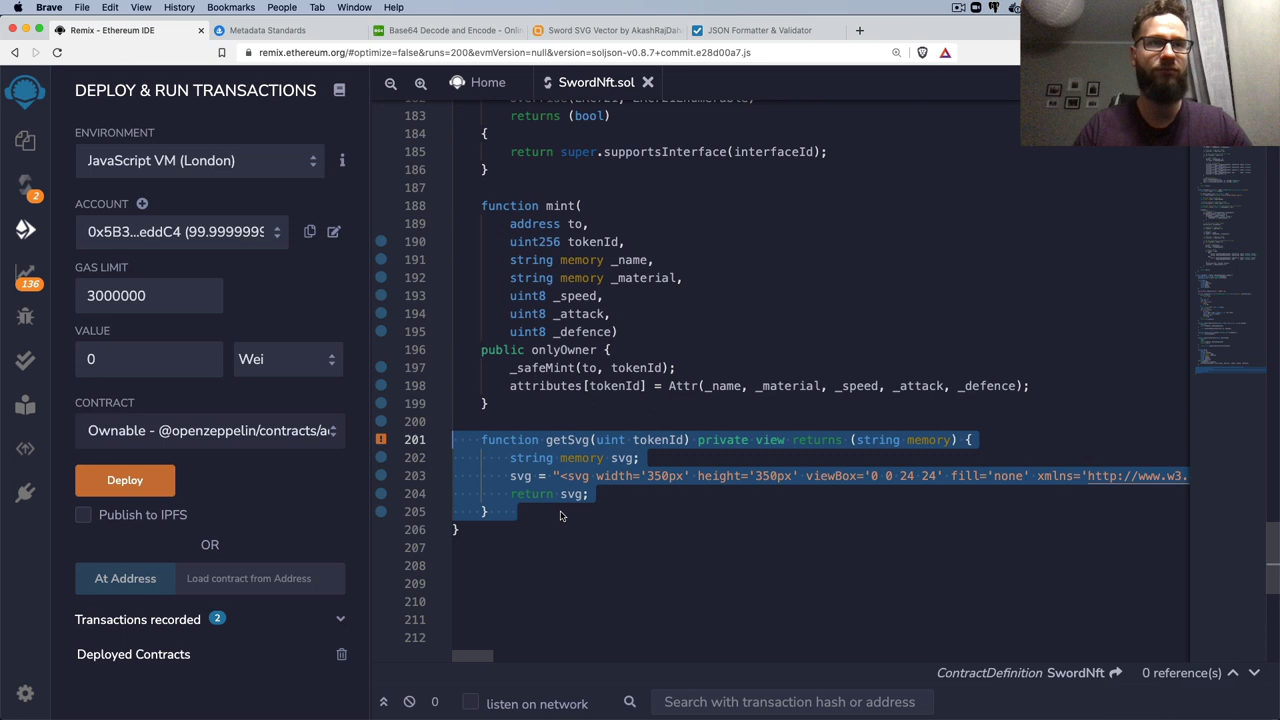 Brave File Edit View History Bookmarks People Tab Window Help
Remix - Ethereum IDE
Metadata Standards
Base64 Decode and Encode - Onlin
Sword SVG Vector by AkashRajDah
JSON Formatter & Validator
remix.ethereum.org/#optimize=false&runs=200&evmVersion=null&version=soljson-v0.8.7+commit.e28d00a7.js
DEPLOY & RUN TRANSACTIONS
ENVIRONMENT
JavaScript VM (London)
ACCOUNT
0x5B3...eddC4 (99.9999999
GAS LIMIT
3000000
VALUE
0
Wei
CONTRACT
Ownable - @openzeppelin/contracts/ac
Deploy
Publish to IPFS
OR
At Address
Load contract from Address
Transactions recorded 2
Deployed Contracts
2
136
Home
SwordNft.sol
183 returns (bool)
184 {
185 return super.supportsInterface(interfaceId);
186 }
187
188 function mint(
189 address to,
190 uint256 tokenId,
191 string memory _name,
192 string memory _material,
193 uint8 _speed,
194 uint8 _attack,
195 uint8 _defence)
196 public onlyOwner {
197 _safeMint(to, tokenId);
198 attributes[tokenId] = Attr(_name, _material, _speed, _attack, _defence);
199 }
200
201 function getSvg(uint tokenId) private view returns (string memory) {
202 string memory svg;
203 svg = "<svg width='350px' height='350px' viewBox='0 0 24 24' fill='none' xmlns='http://www.w3.
204 return svg;
205 }
206 }
207
208
209
210
211
212
ContractDefinition SwordNft 0 reference(s)
0
listen on network
Search with transaction hash or address